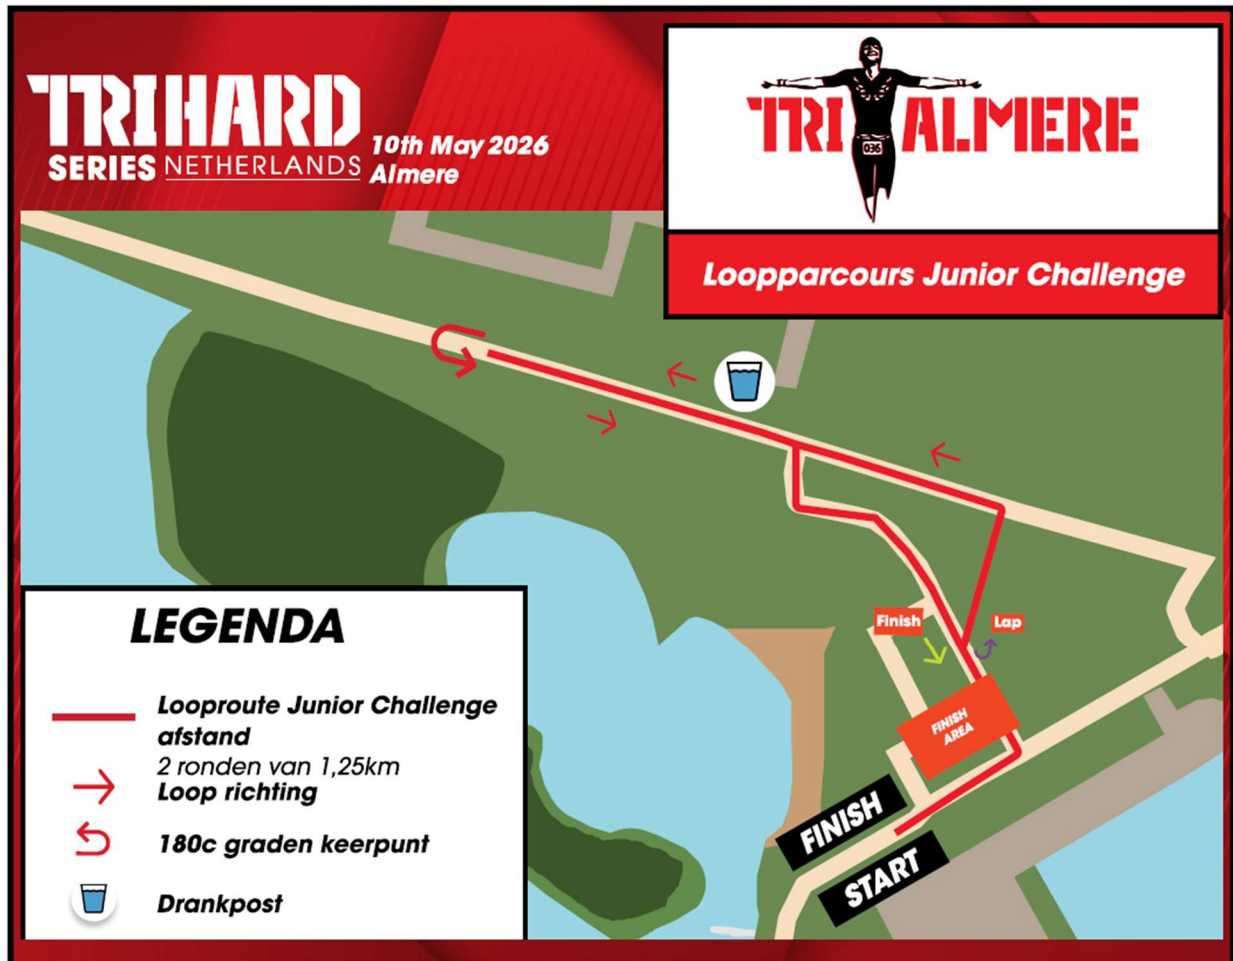 TRIHARD
SERIES NETHERLANDS
10th May 2026
Almere
TRI ALMERE
036
Loopparcours Junior Challenge
Finish
Lap
FINISH
AREA
FINISH
START
LEGENDA
Looproute Junior Challenge
afstand
2 ronden van 1,25km
Loop richting
180c graden keerpunt
Drankpost